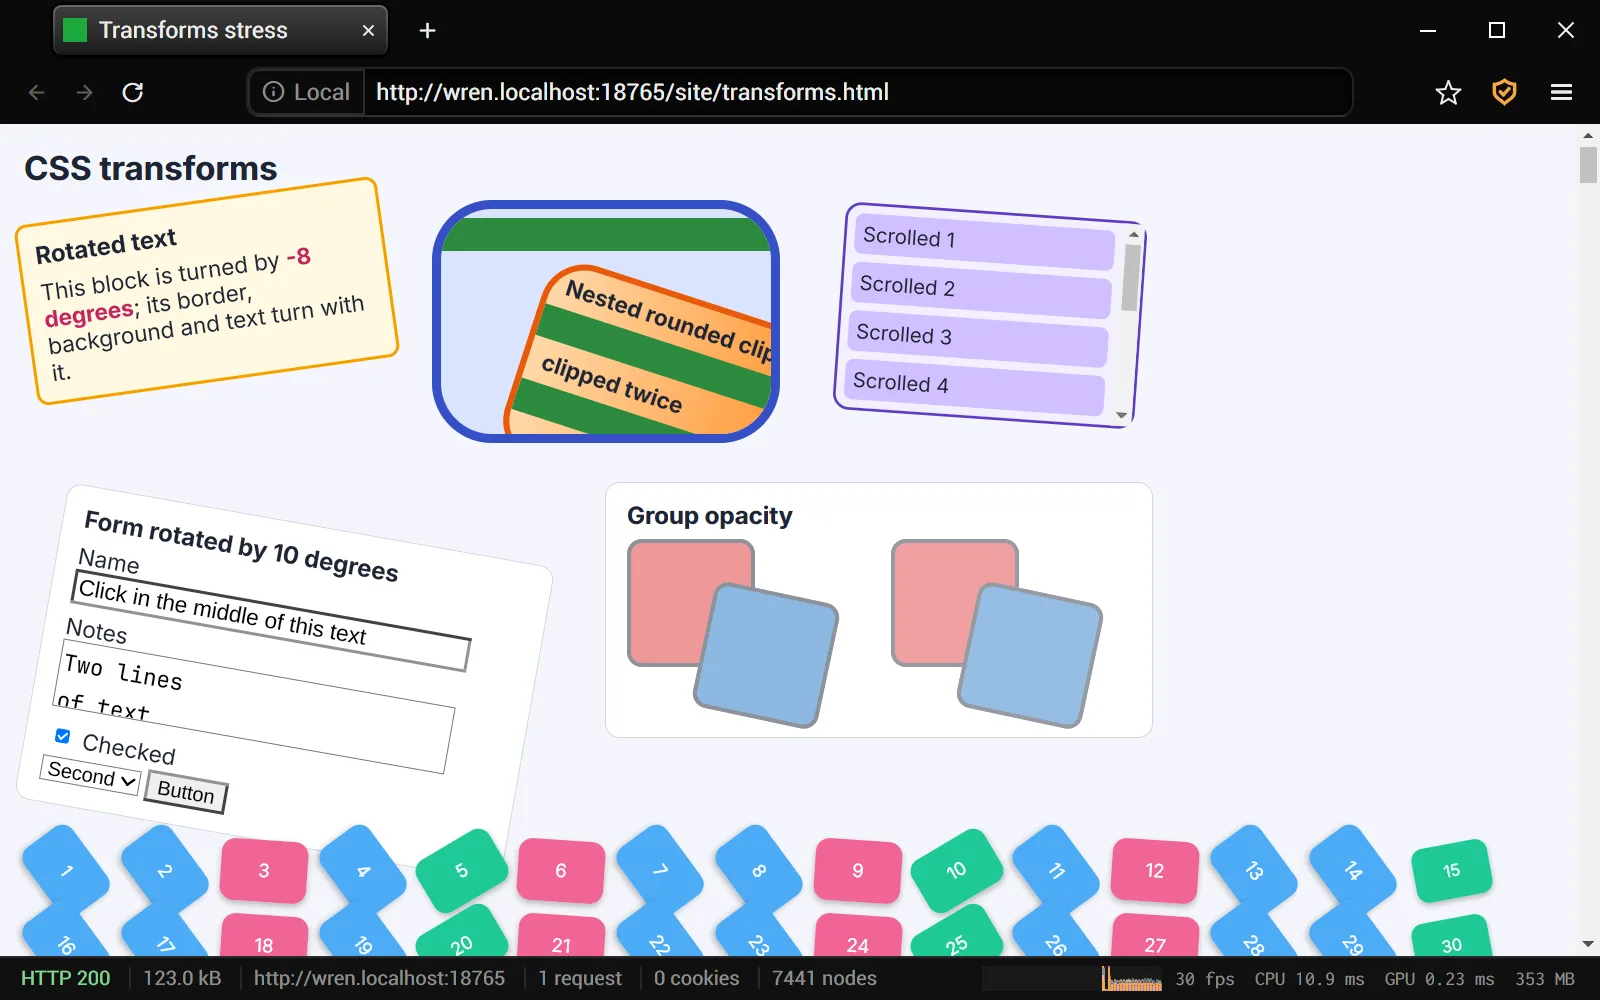 Transforms stress
Local
http://wren.localhost:18765/site/transforms.html
CSS transforms
Rotated text
This block is turned by -8
degrees; its border,
background and text turn with
it.
Nested rounded clip
clipped twice
Scrolled 1
Scrolled 2
Scrolled 3
Scrolled 4
Form rotated by 10 degrees
Name
Click in the middle of this text
Notes
Two lines
of text
Checked
Second
Button
Group opacity
1 2 3 4 5 6 7 8 9 10 11 12 13 14 15
16 17 18 19 20 21 22 23 24 25 26 27 28 29 30
HTTP 200 123.0 kB http://wren.localhost:18765 1 request 0 cookies 7441 nodes 30 fps CPU 10.9 ms GPU 0.23 ms 353 MB